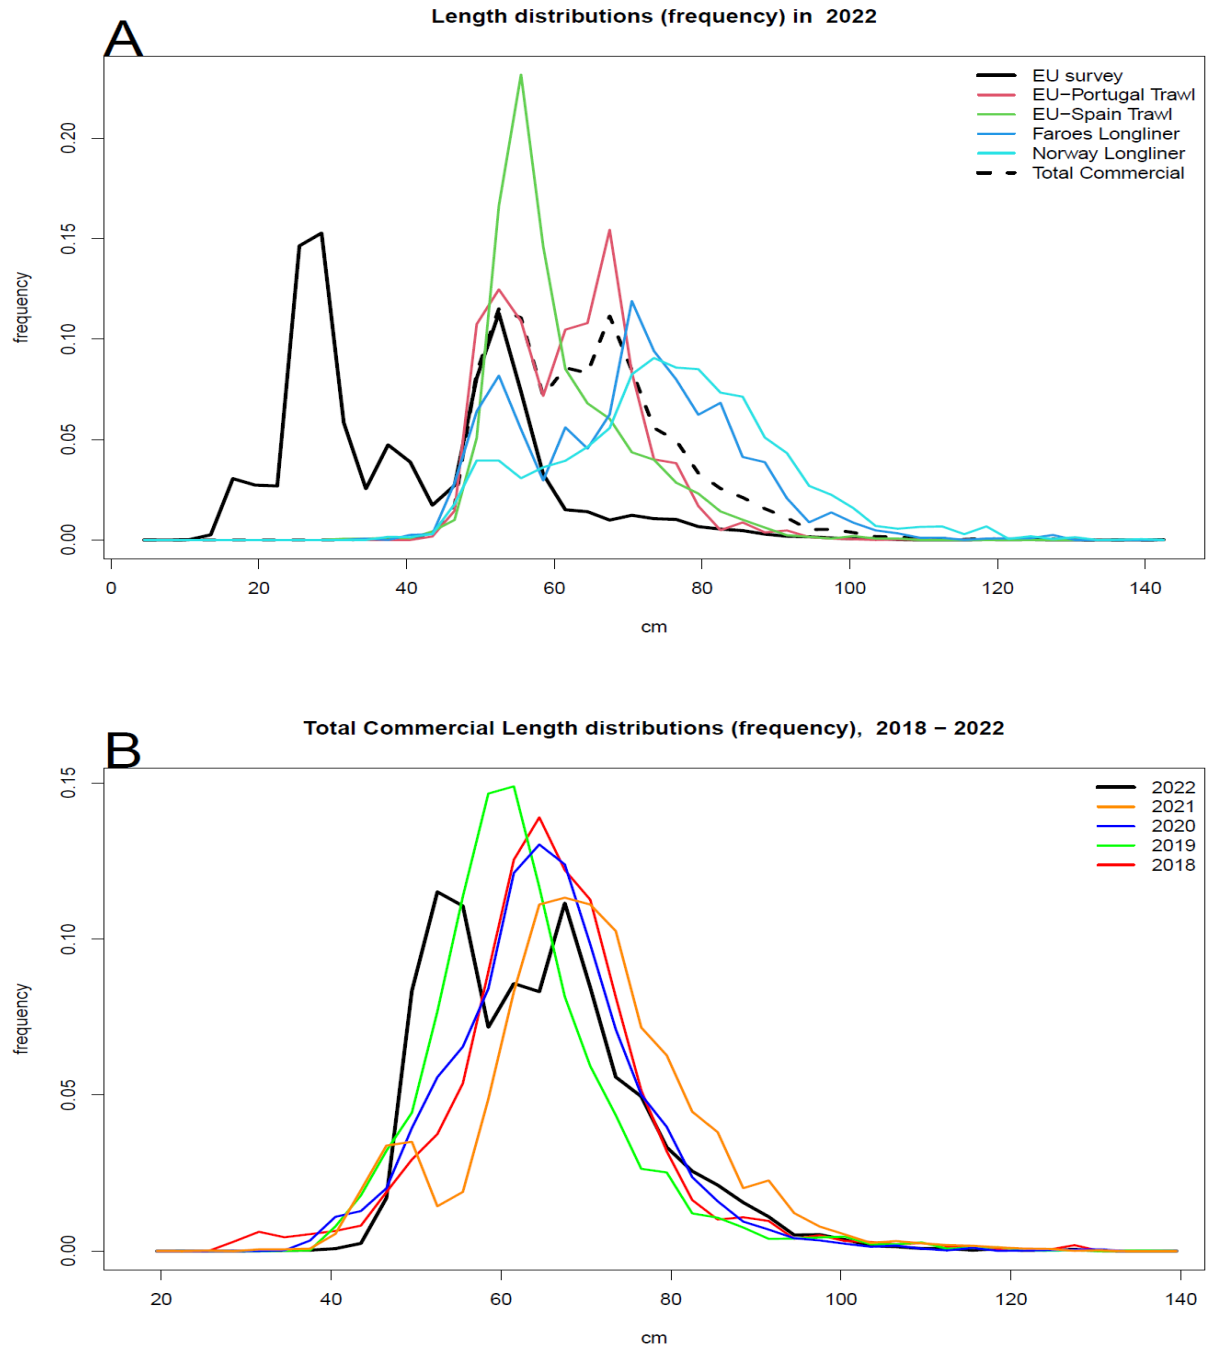 Length distributions (frequency) in 2022
A
EU survey
EU−Portugal Trawl
EU−Spain Trawl
Faroes Longliner
Norway Longliner
Total Commercial
frequency
0.20
0.15
0.10
0.05
0.00
0 20 40 60 80 100 120 140
cm
Total Commercial Length distributions (frequency), 2018 − 2022
B
2022
2021
2020
2019
2018
frequency
0.15
0.10
0.05
0.00
20 40 60 80 100 120 140
cm